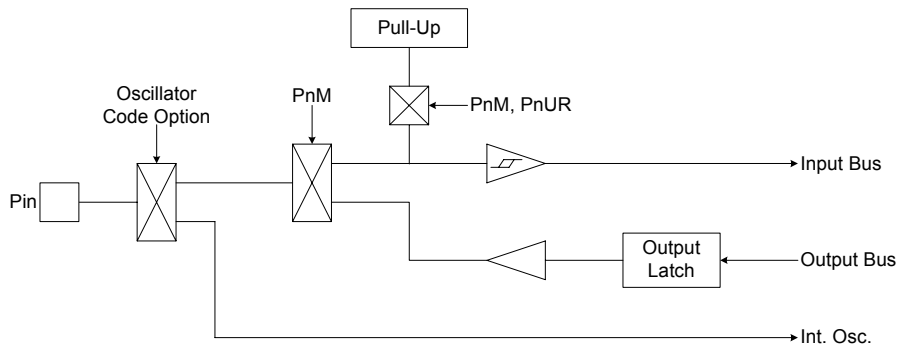 Pull-Up
Oscillator
Code Option
PnM
PnM, PnUR
Input Bus
Pin
Output
Latch
Output Bus
Int. Osc.